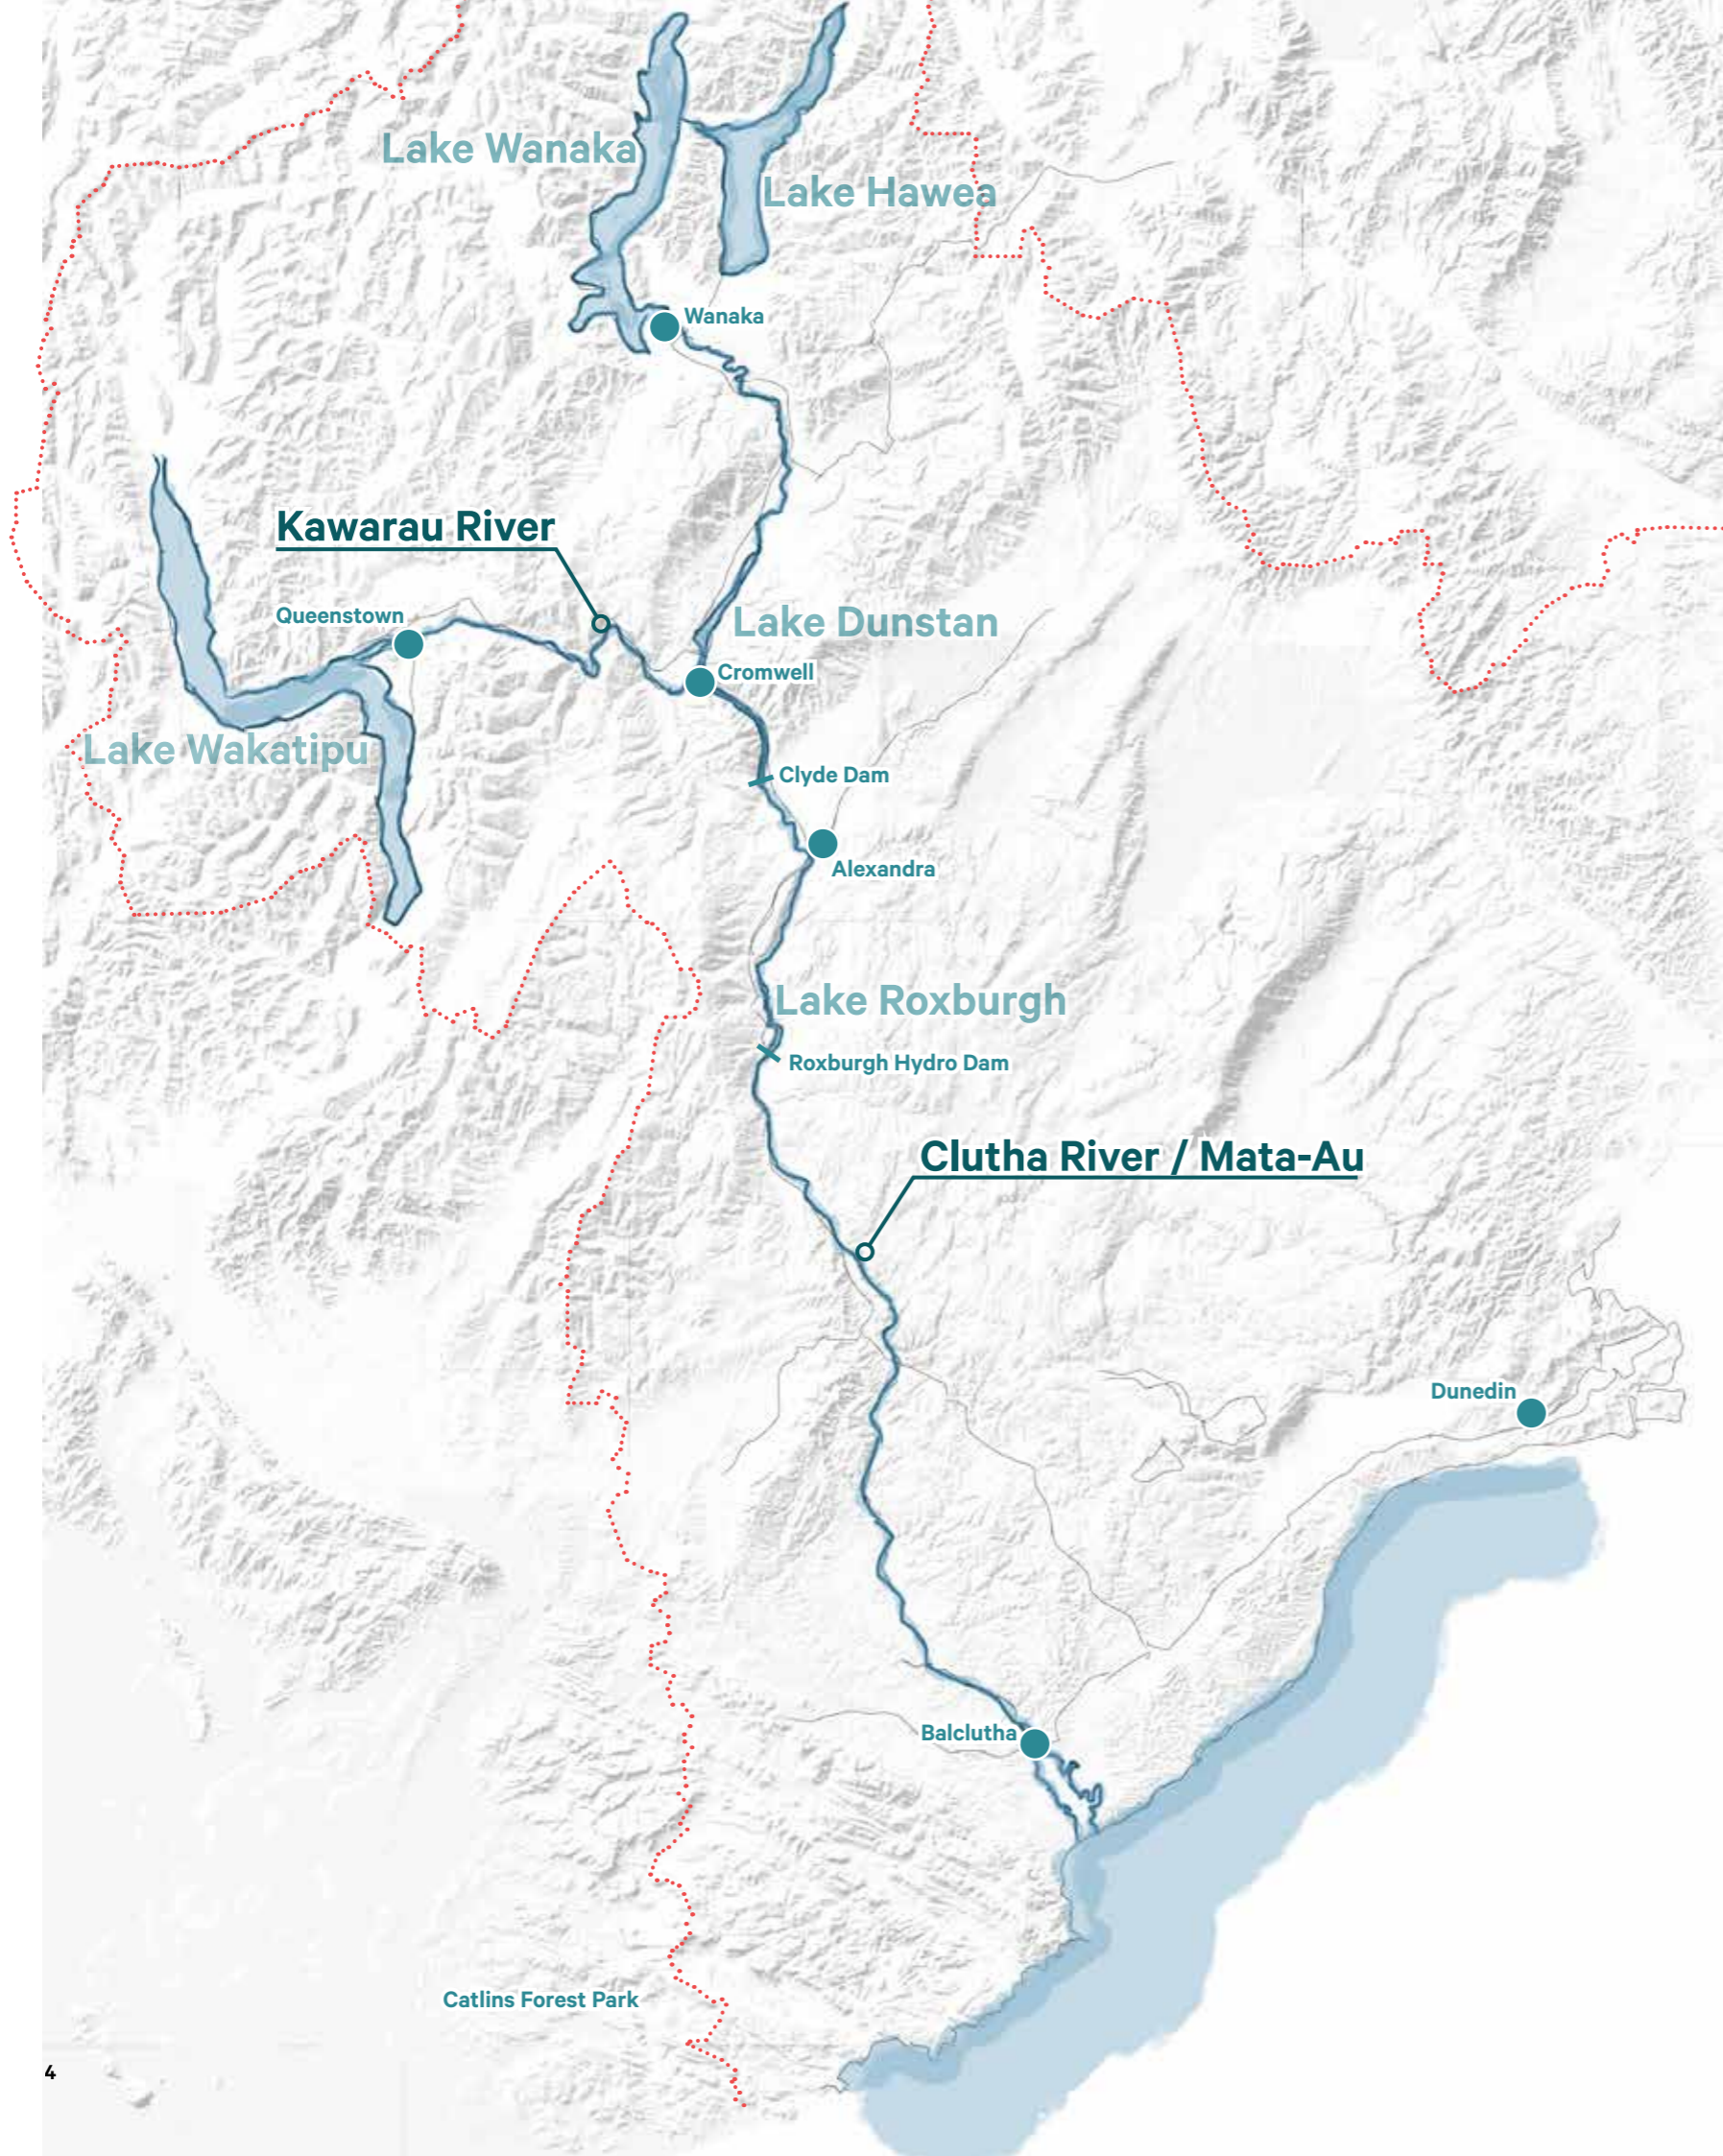 Lake Wanaka
Lake Hawea
Wanaka
Kawarau River
Queenstown
Lake Dunstan
Cromwell
Lake Wakatipu
Clyde Dam
Alexandra
Lake Roxburgh
Roxburgh Hydro Dam
Clutha River / Mata-Au
Dunedin
Balclutha
Catlins Forest Park
4